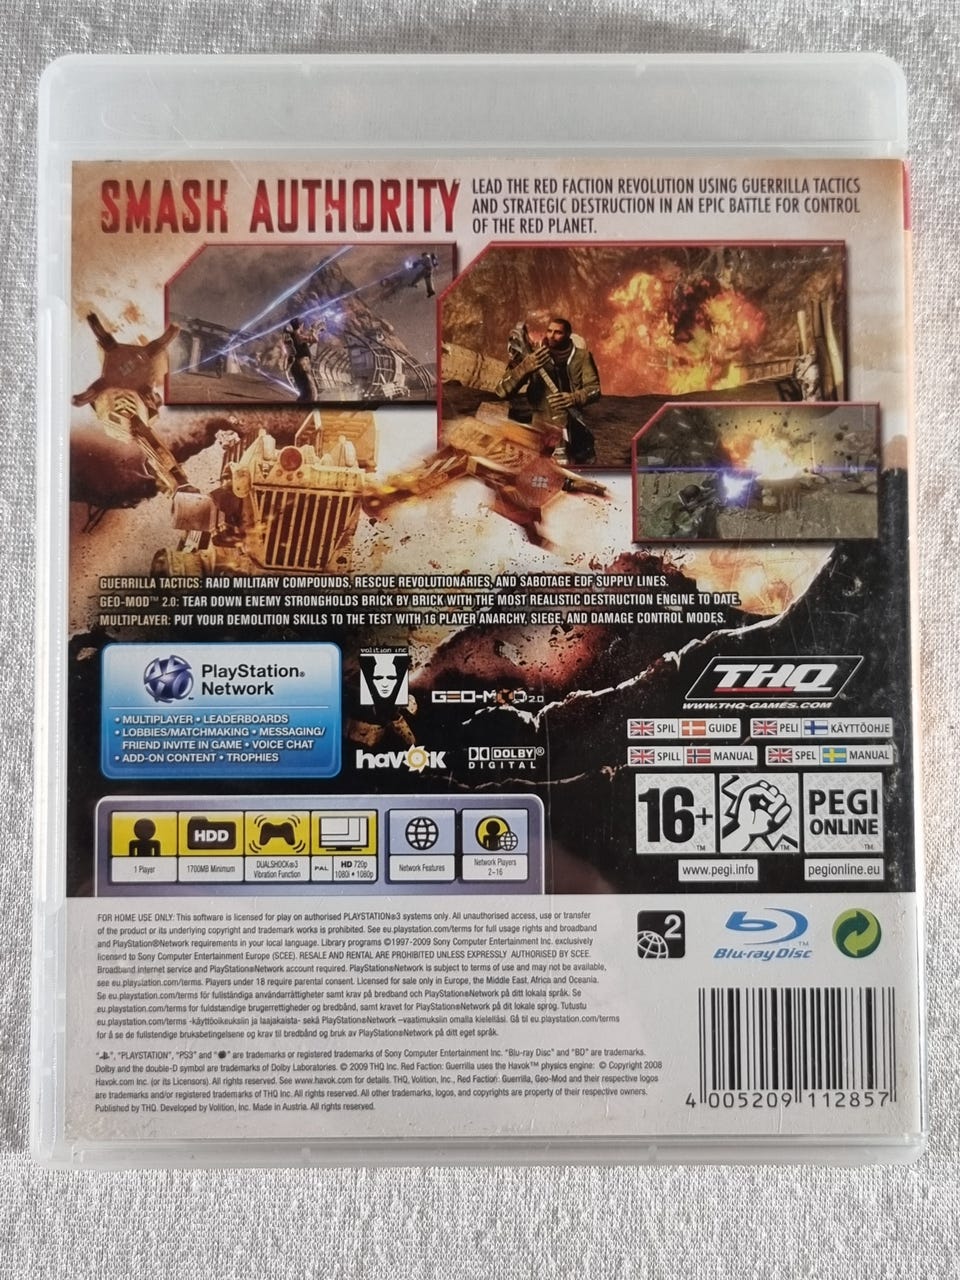 SMASH AUTHORITY
LEAD THE RED FACTION REVOLUTION USING GUERRILLA TACTICS
AND STRATEGIC DESTRUCTION IN AN EPIC BATTLE FOR CONTROL
OF THE RED PLANET.
GUERRILLA TACTICS: RAID MILITARY COMPOUNDS, RESCUE REVOLUTIONARIES, AND SABOTAGE EDF SUPPLY LINES.
GEO-MOD™ 2.0: TEAR DOWN ENEMY STRONGHOLDS BRICK BY BRICK WITH THE MOST REALISTIC DESTRUCTION ENGINE TO DATE.
MULTIPLAYER: PUT YOUR DEMOLITION SKILLS TO THE TEST WITH 16 PLAYER ANARCHY, SIEGE, AND DAMAGE CONTROL MODES.
PlayStation®
Network
• MULTIPLAYER • LEADERBOARDS
• LOBBIES/MATCHMAKING • MESSAGING/
FRIEND INVITE IN GAME • VOICE CHAT
• ADD-ON CONTENT • TROPHIES
volition inc
GEO-MOD 2.0
havok
DOLBY®
DIGITAL
THQ
WWW.THQ-GAMES.COM
SPIL GUIDE
PELI KÄYTTÖOHJE
SPILL MANUAL
SPEL MANUAL
16+™
™
PEGI
ONLINE
™
www.pegi.info
pegionline.eu
1 Player
HDD
1700MB Minimum
DUALSHOCK®3
Vibration Function
PAL
HD 720p
1080i • 1080p
Network Features
Network Players
2-16
FOR HOME USE ONLY: This software is licensed for play on authorised PLAYSTATION®3 systems only. All unauthorised access, use or transfer
of the product or its underlying copyright and trademark works is prohibited. See eu.playstation.com/terms for full usage rights and broadband
and PlayStation®Network requirements in your local language. Library programs ©1997-2009 Sony Computer Entertainment Inc. exclusively
licensed to Sony Computer Entertainment Europe (SCEE). RESALE AND RENTAL ARE PROHIBITED UNLESS EXPRESSLY AUTHORISED BY SCEE.
Broadband internet service and PlayStation®Network account required. PlayStation®Network is subject to terms of use and may not be available,
see eu.playstation.com/terms. Players under 18 require parental consent. Licensed for sale only in Europe, the Middle East, Africa and Oceania.
Se eu.playstation.com/terms för fullständiga användarrättigheter samt krav på bredband och PlayStation®Network på ditt lokala språk. Se
eu.playstation.com/terms for fuldstændige brugerrettigheder og bredbånd, samt kravet for PlayStation®Network på dit lokale sprog. Tutustu
eu.playstation.com/terms -käyttöoikeuksiin ja laajakaista- sekä PlayStation®Network –vaatimuksiin omalla kielelläsi. Gå til eu.playstation.com/terms
for å se de fullstendige bruksbetingelsene og krav til bredbånd og bruk av PlayStation®Network på ditt eget språk.
" ", "PLAYSTATION", "PS3" and " " are trademarks or registered trademarks of Sony Computer Entertainment Inc. "Blu-ray Disc" and "BD" are trademarks.
Dolby and the double-D symbol are trademarks of Dolby Laboratories. © 2009 THQ Inc. Red Faction: Guerrilla uses the Havok™ physics engine: © Copyright 2008
Havok.com Inc. (or its Licensors). All rights reserved. See www.havok.com for details. THQ, Volition, Inc., Red Faction: Guerrilla, Geo-Mod and their respective logos
are trademarks and/or registered trademarks of THQ Inc. All rights reserved. All other trademarks, logos, and copyrights are property of their respective owners.
Published by THQ. Developed by Volition, Inc. Made in Austria. All rights reserved.
2
Blu-ray Disc™
4 005209 112857